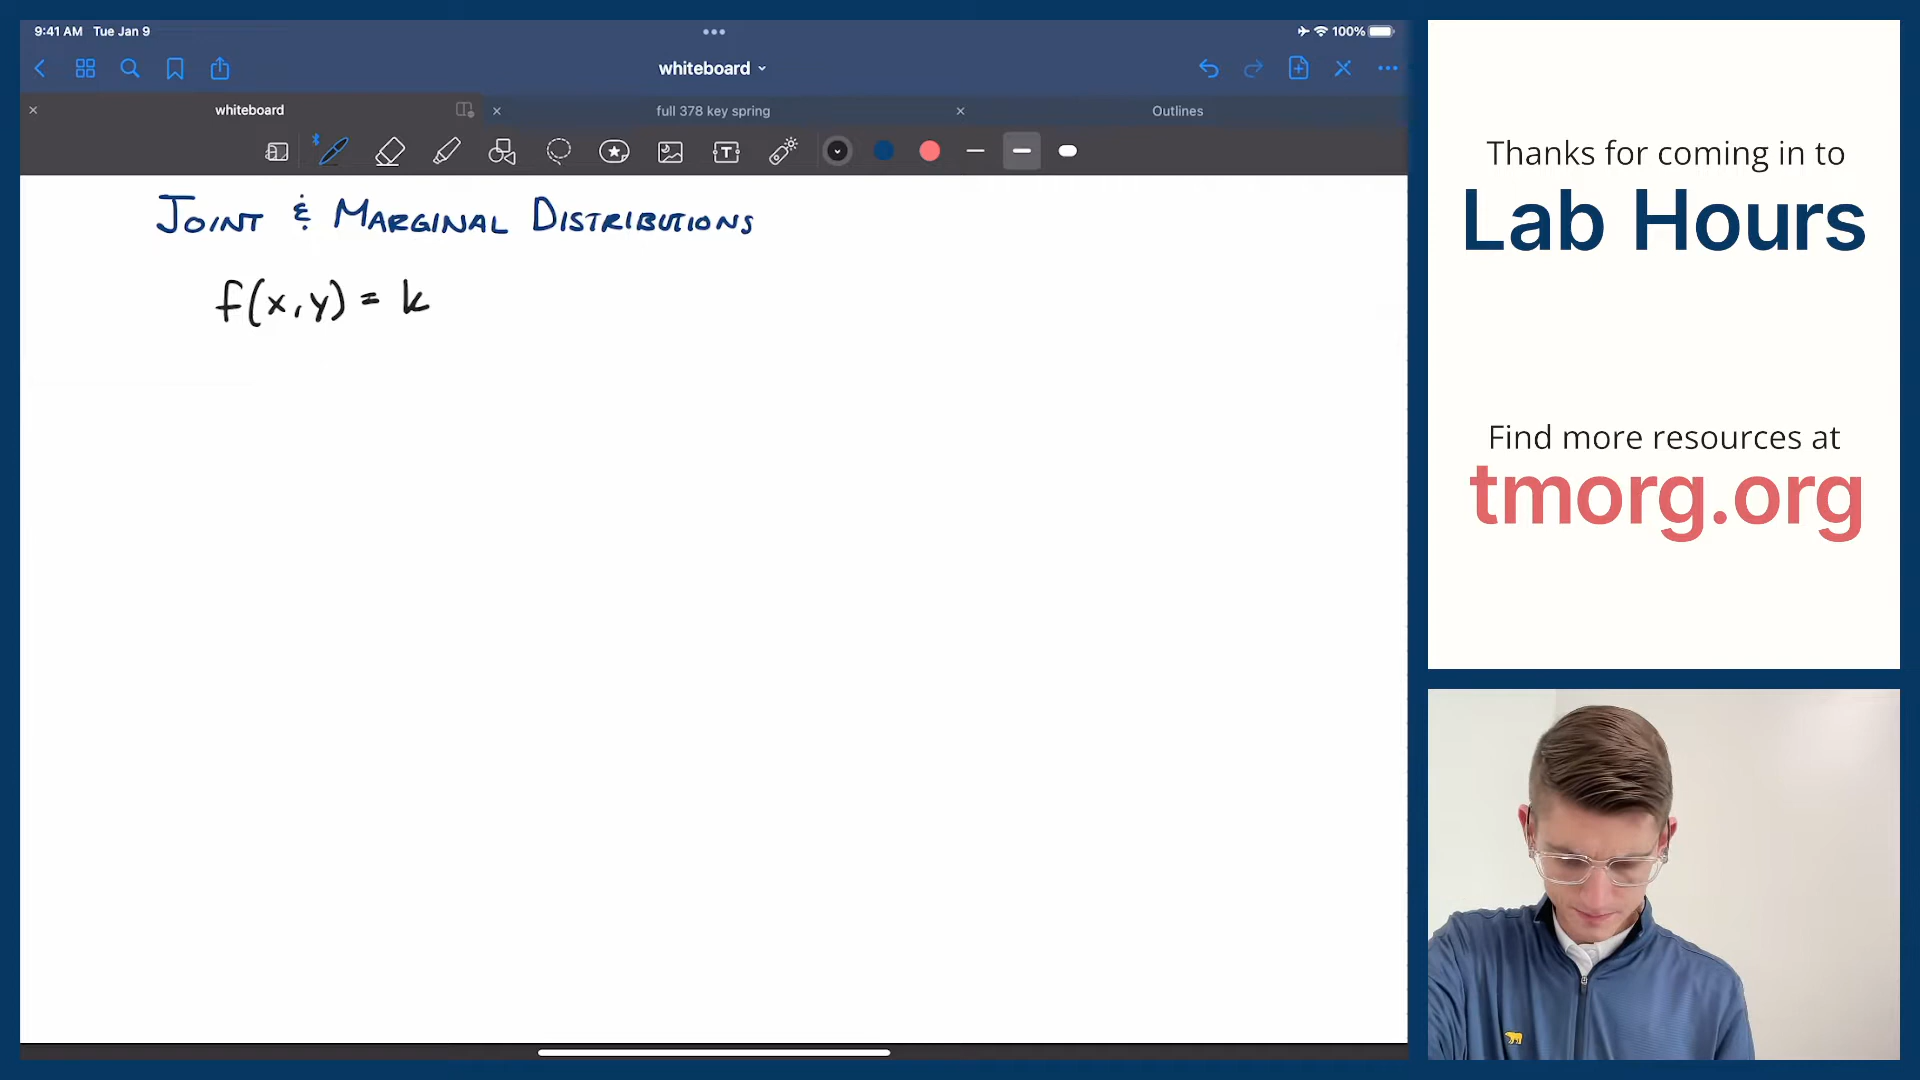 9:41 AM Tue Jan 9
100%
whiteboard
whiteboard
full 378 key spring
Outlines
JOINT & MARGINAL DISTRIBUTIONS
f(x,y) = k
Thanks for coming in to
Lab Hours
Find more resources at
tmorg.org